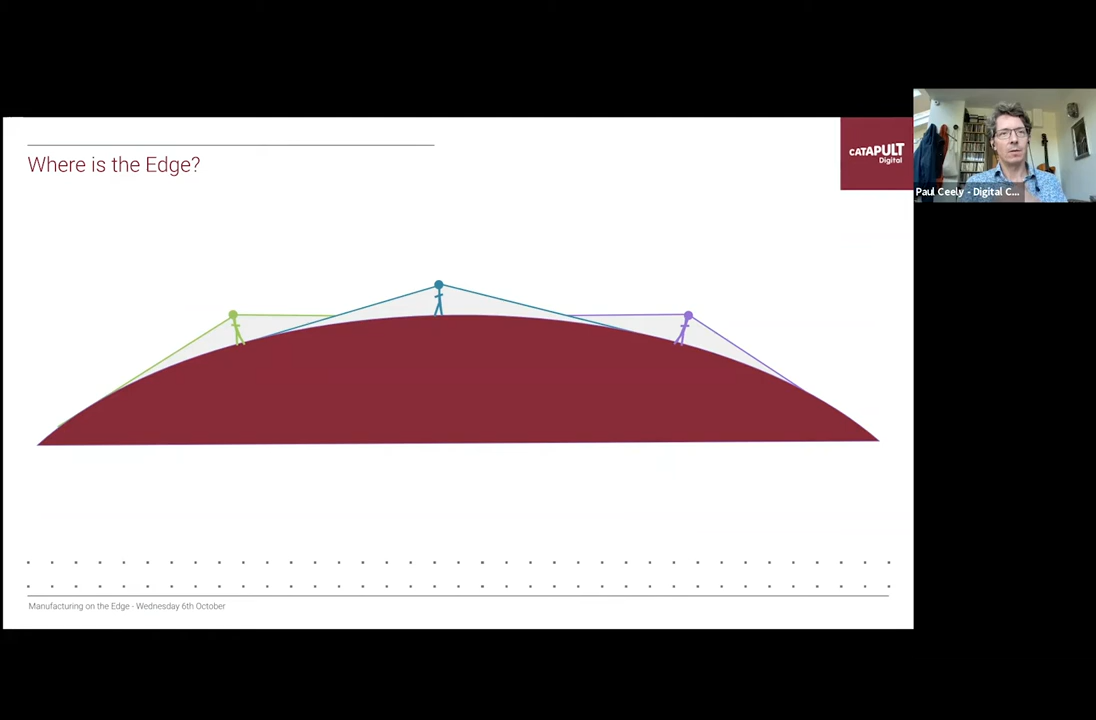 Where is the Edge?
CATAPULT
Digital
Paul Ceely - Digital C...
Manufacturing on the Edge - Wednesday 6th October